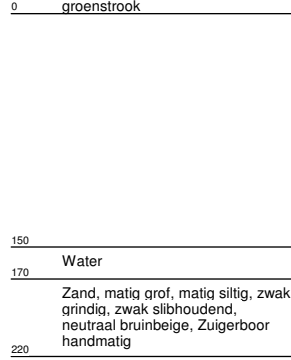 0 groenstrook
150
Water
170
Zand, matig grof, matig siltig, zwak
grindig, zwak slibhoudend,
neutraal bruinbeige, Zuigerboor
handmatig
220